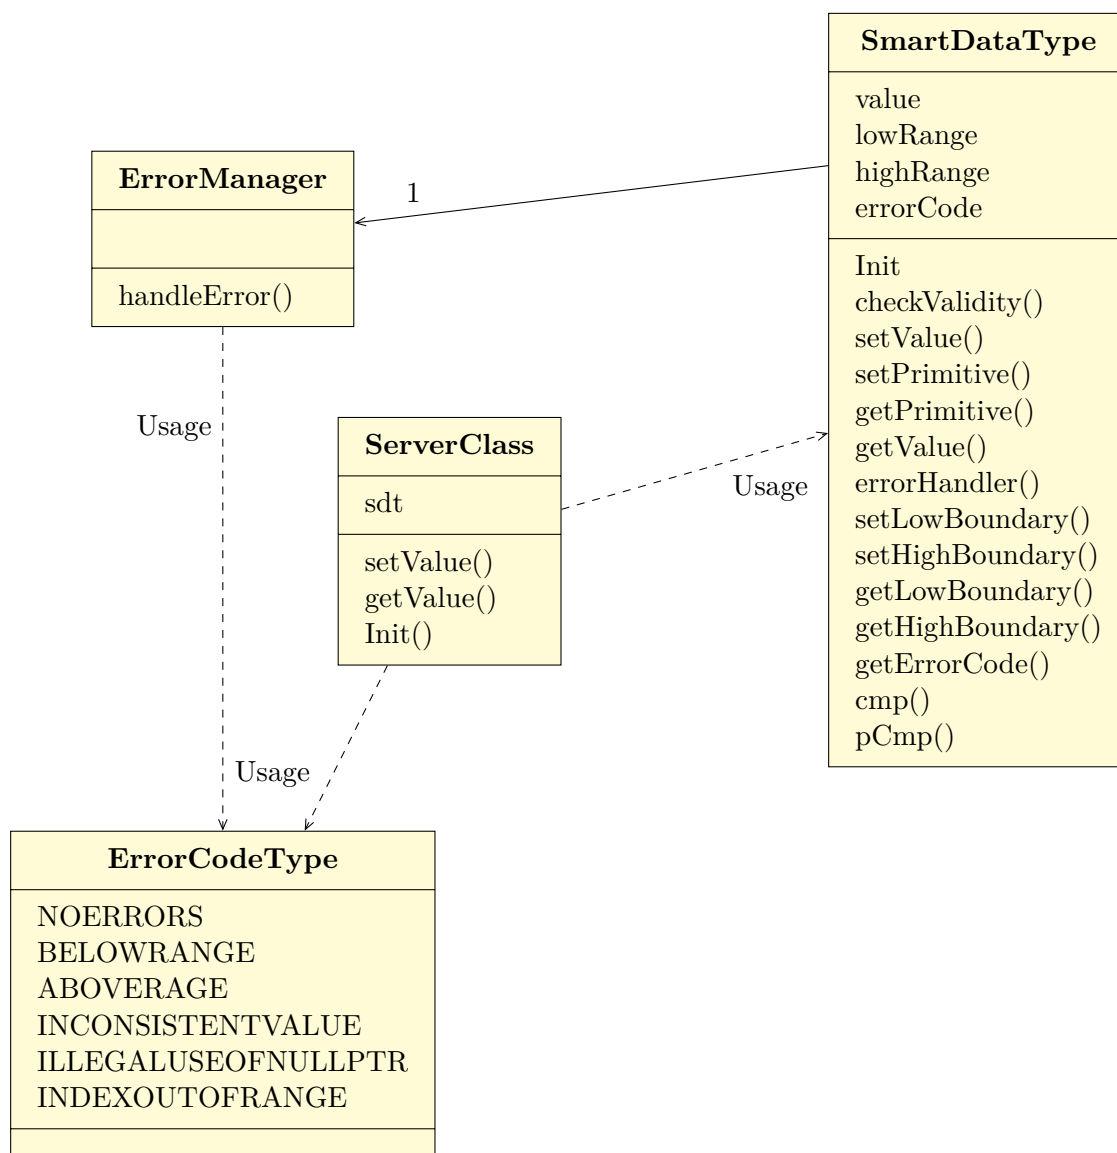 SmartDataType
value
lowRange
highRange
errorCode
Init
checkValidity()
setValue()
setPrimitive()
getPrimitive()
getValue()
errorHandler()
setLowBoundary()
setHighBoundary()
getLowBoundary()
getHighBoundary()
getErrorCode()
cmp()
pCmp()
ErrorManager
handleError()
1
Usage
ServerClass
sdt
setValue()
getValue()
Init()
Usage
Usage
ErrorCodeType
NOERRORS
BELOWRANGE
ABOVERAGE
INCONSISTENTVALUE
ILLEGALUSEOFNULLPTR
INDEXOUTOFRANGE